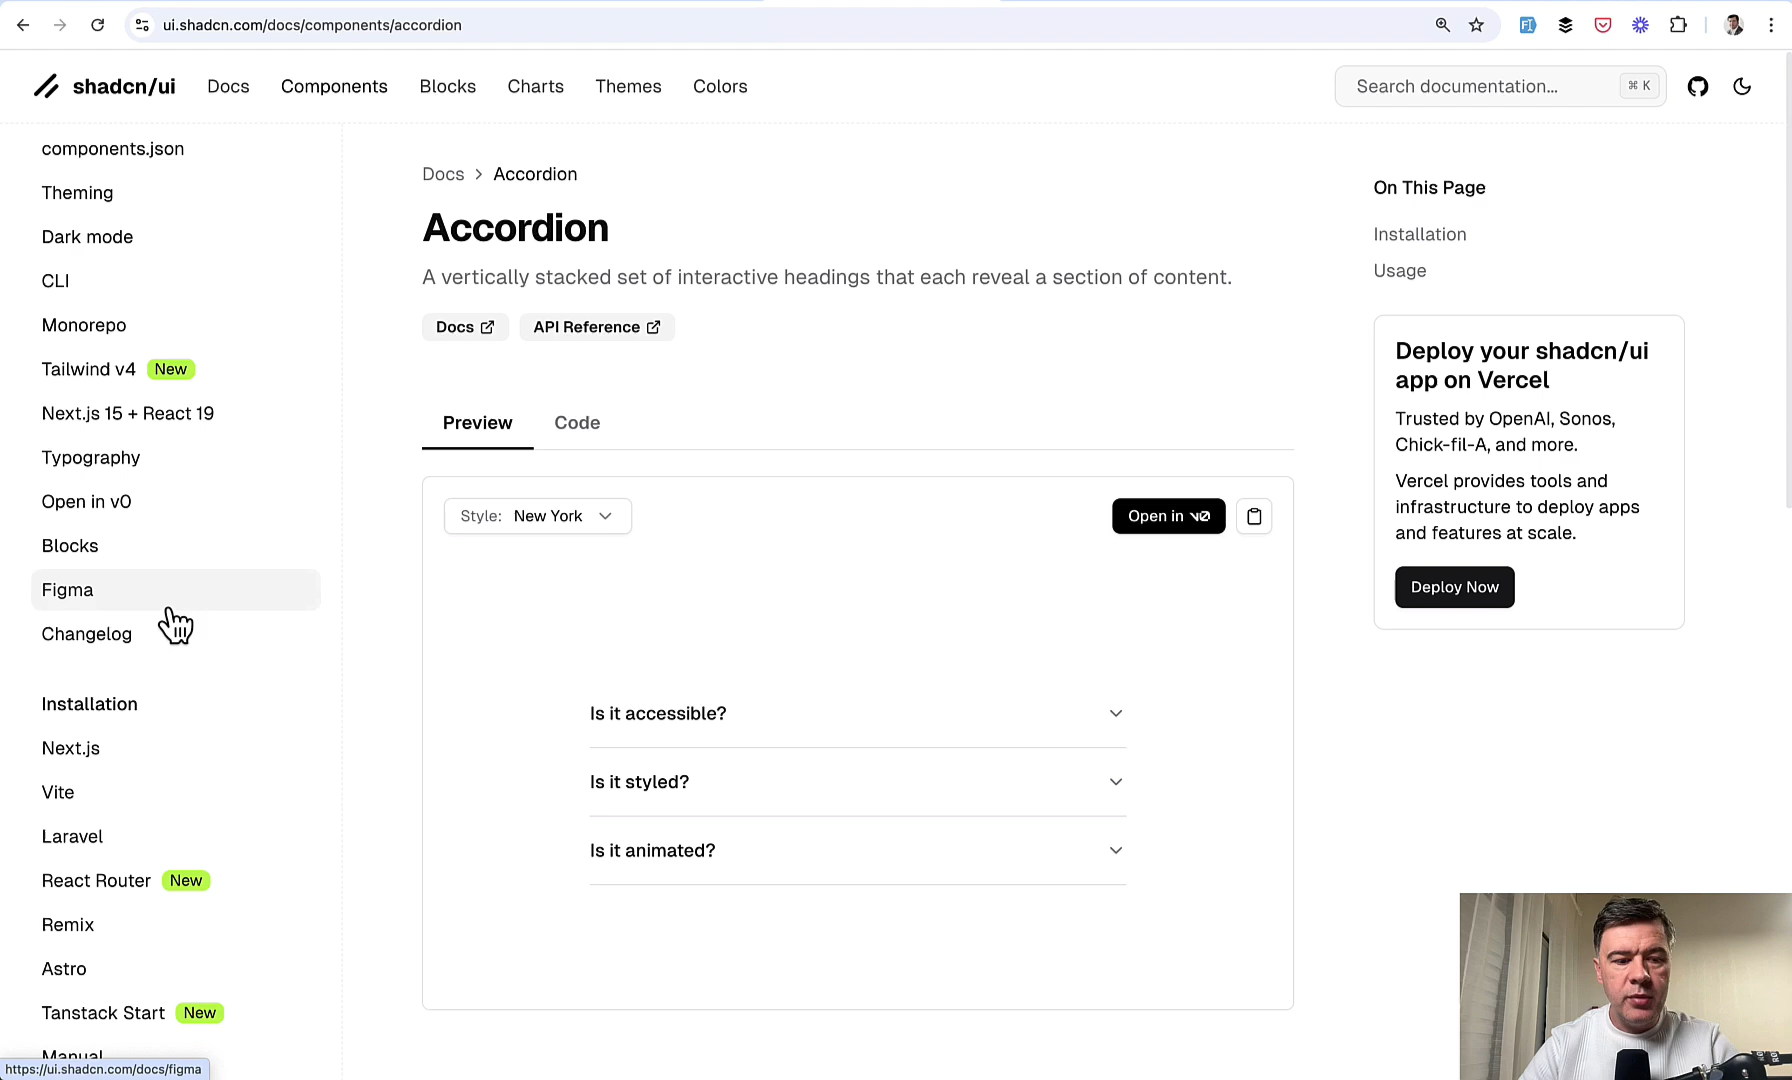 ui.shadcn.com/docs/components/accordion
shadcn/ui
Docs
Components
Blocks
Charts
Themes
Colors
Search documentation...
⌘ K
components.json
Theming
Dark mode
CLI
Monorepo
Tailwind v4 New
Next.js 15 + React 19
Typography
Open in v0
Blocks
Figma
Changelog
Installation
Next.js
Vite
Laravel
React Router New
Remix
Astro
Tanstack Start New
Manual
https://ui.shadcn.com/docs/figma
Docs > Accordion
Accordion
A vertically stacked set of interactive headings that each reveal a section of content.
Docs
API Reference
Preview
Code
Style: New York
Open in v0
Is it accessible?
Is it styled?
Is it animated?
On This Page
Installation
Usage
Deploy your shadcn/ui
app on Vercel
Trusted by OpenAI, Sonos,
Chick-fil-A, and more.
Vercel provides tools and
infrastructure to deploy apps
and features at scale.
Deploy Now